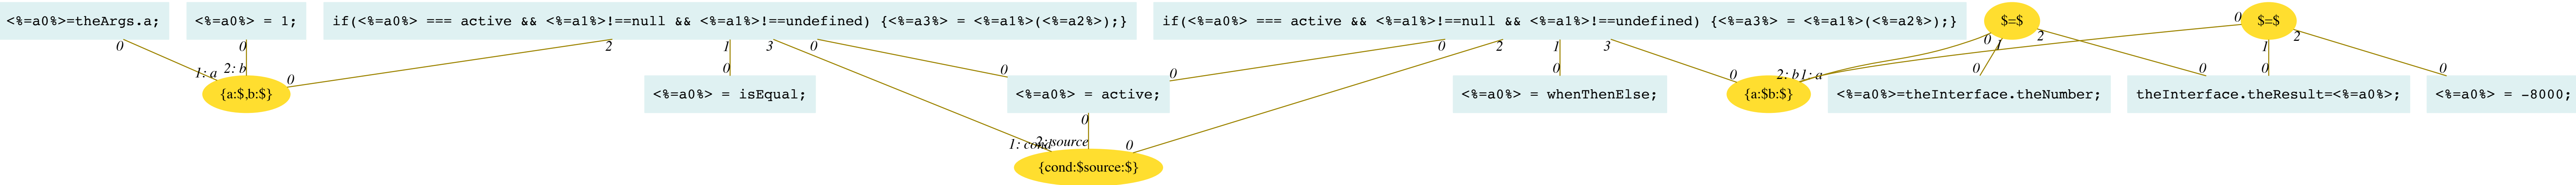 <%=a0%>=theArgs.a;
<%=a0%> = 1;
if(<%=a0%> === active && <%=a1%>!==null && <%=a1%>!==undefined) {<%=a3%> = <%=a1%>(<%=a2%>);}
if(<%=a0%> === active && <%=a1%>!==null && <%=a1%>!==undefined) {<%=a3%> = <%=a1%>(<%=a2%>);}
$=$
$=$
0
0
2
1
3
0
0
2
1
3
0
1
2
0
1
2
1: a
2: b
0
0
0
0
0
0
2: b
1: a
0
0
0
0
{a:$,b:$}
<%=a0%> = isEqual;
<%=a0%> = active;
<%=a0%> = whenThenElse;
{a:$b:$}
<%=a0%>=theInterface.theNumber;
theInterface.theResult=<%=a0%>;
<%=a0%> = -8000;
0
1: cond
2: source
0
{cond:$source:$}